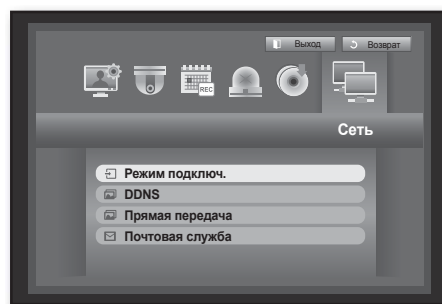 Выход Возврат
REC
Сеть
Режим подключ.
DDNS
Прямая передача
Почтовая служба